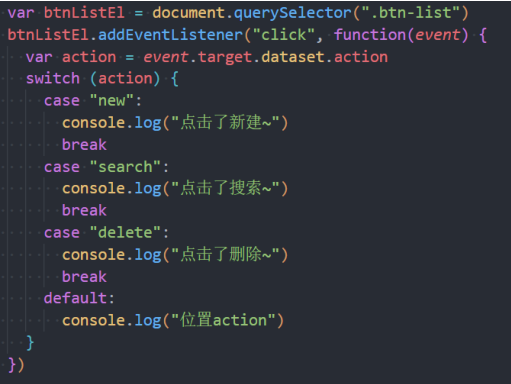 var btnListEl = document.querySelector(".btn-list")
btnListEl.addEventListener("click", function(event) {
  var action = event.target.dataset.action
  switch (action) {
    case "new":
      console.log("点击了新建~")
      break
    case "search":
      console.log("点击了搜索~")
      break
    case "delete":
      console.log("点击了删除~")
      break
    default:
      console.log("位置action")
  }
})